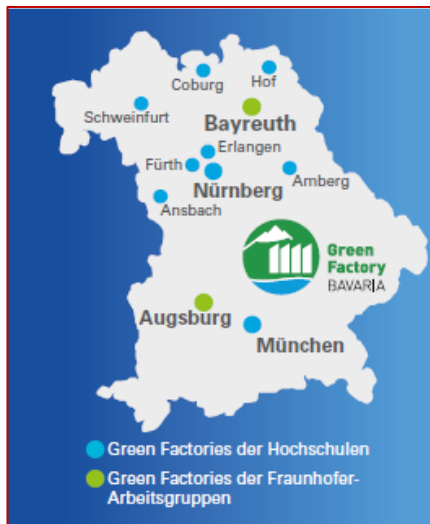 Coburg
Hof
Schweinfurt
Bayreuth
Erlangen
Fürth
Nürnberg
Amberg
Ansbach
Green
Factory
BAVARIA
Augsburg
München
Green Factories der Hochschulen
Green Factories der Fraunhofer-
Arbeitsgruppen